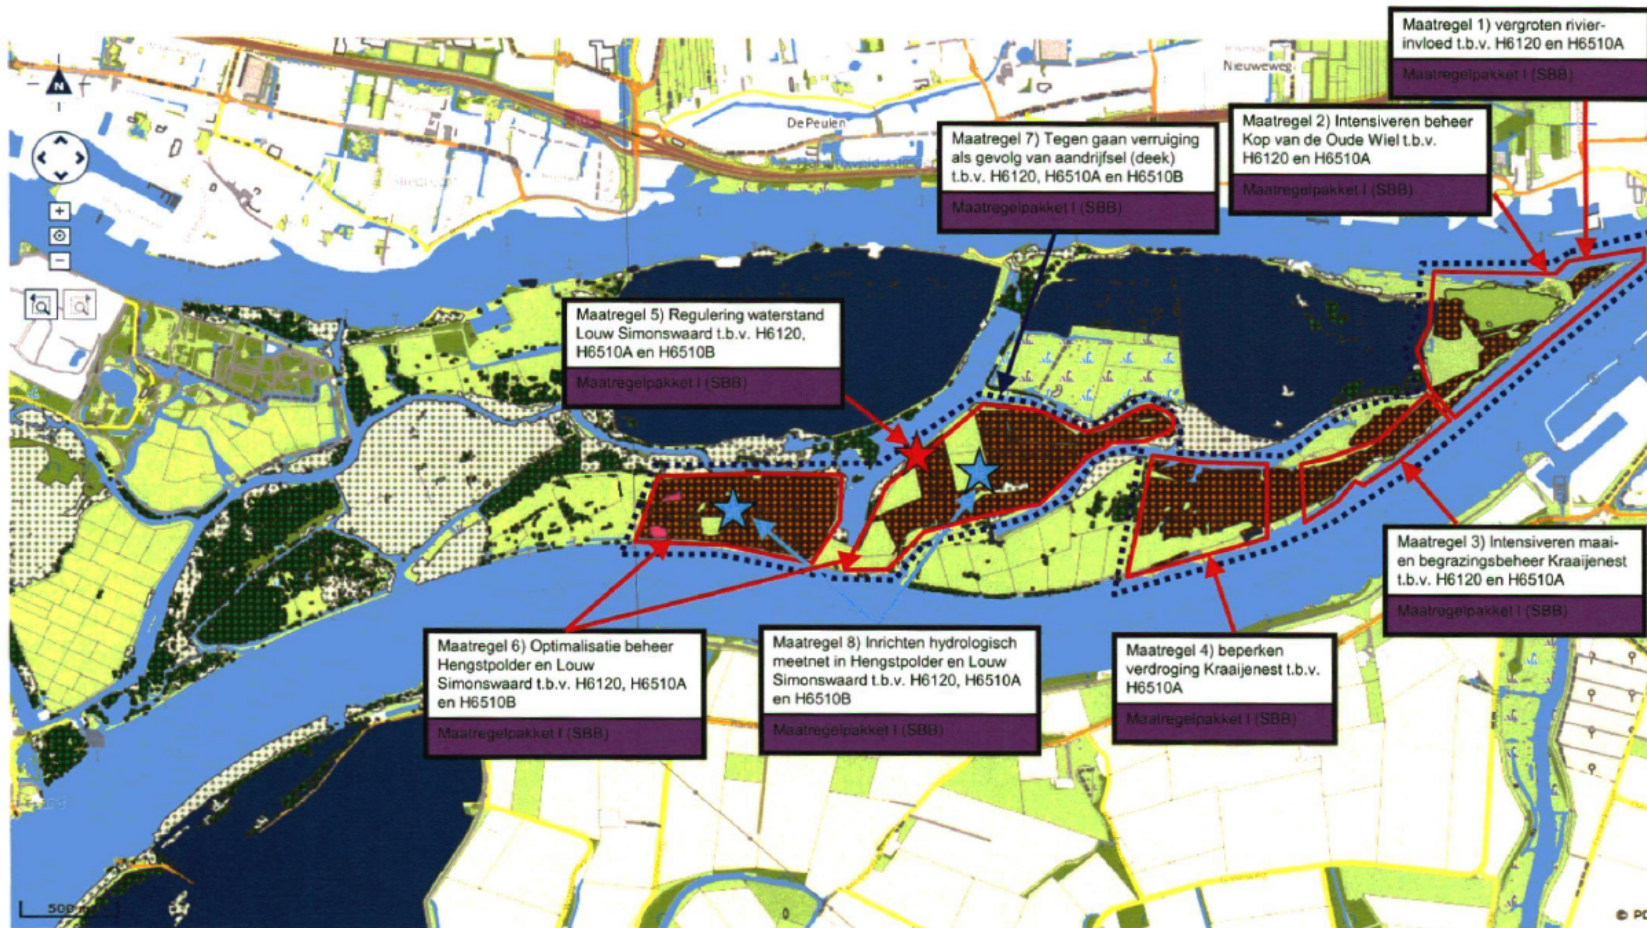 Maatregel 1) vergroten rivier-
invloed t.b.v. H6120 en H6510A
Maatregelpakket I (SBB)
Nieuweweg
Maatregel 2) Intensiveren beheer
Kop van de Oude Wiel t.b.v.
H6120 en H6510A
Maatregelpakket I (SBB)
De Peulen
Maatregel 7) Tegen gaan verruiging
als gevolg van aandrijfsel (deek)
t.b.v. H6120, H6510A en H6510B
Maatregelpakket I (SBB)
N
Maatregel 5) Regulering waterstand
Louw Simonswaard t.b.v. H6120,
H6510A en H6510B
Maatregelpakket I (SBB)
Maatregel 3) Intensiveren maai-
en begrazingsbeheer Kraaijenest
t.b.v. H6120 en H6510A
Maatregelpakket I (SBB)
Maatregel 6) Optimalisatie beheer
Hengstpolder en Louw
Simonswaard t.b.v. H6120, H6510A
en H6510B
Maatregelpakket I (SBB)
Maatregel 8) Inrichten hydrologisch
meetnet in Hengstpolder en Louw
Simonswaard t.b.v. H6120, H6510A
en H6510B
Maatregelpakket I (SBB)
Maatregel 4) beperken
verdroging Kraaijenest t.b.v.
H6510A
Maatregelpakket I (SBB)
500 m
© PD